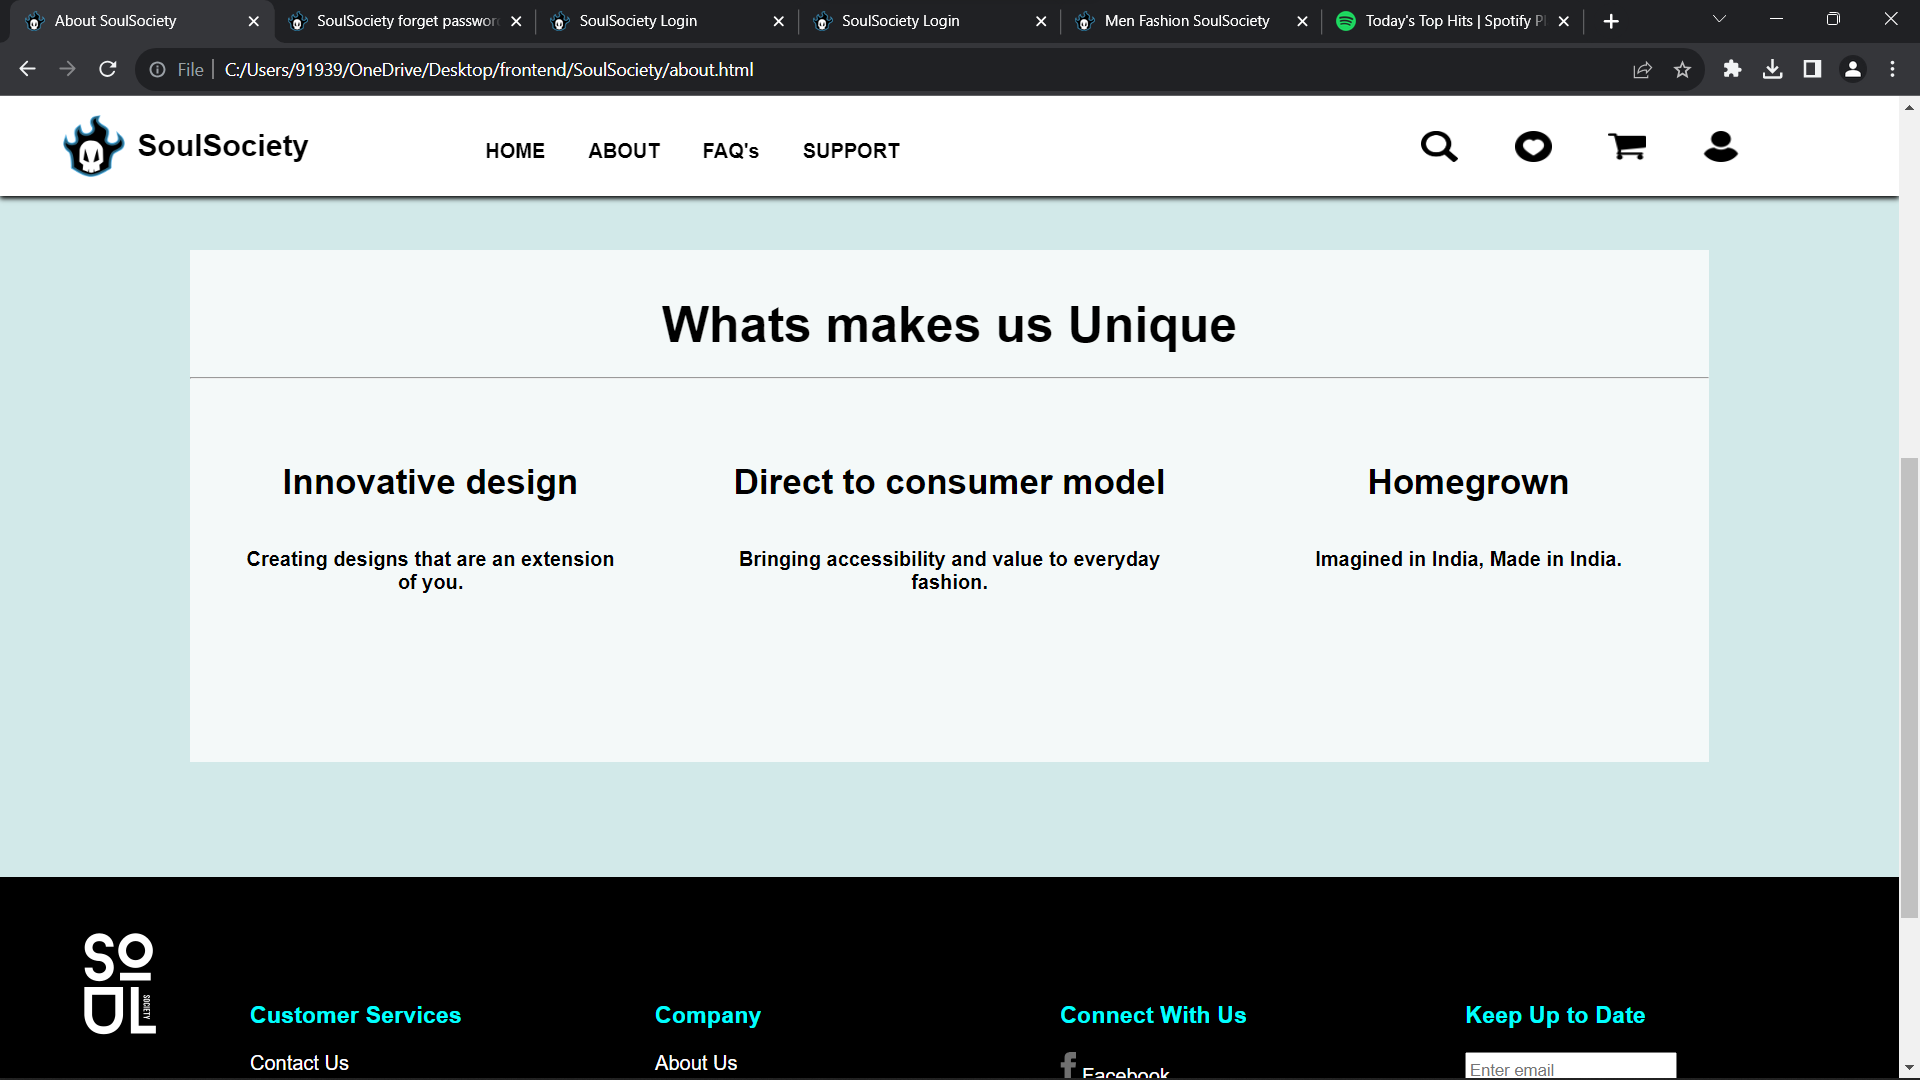 About SoulSociety
SoulSociety forget passwor
SoulSociety Login
SoulSociety Login
Men Fashion SoulSociety
Today's Top Hits | Spotify Pl
File
C:/Users/91939/OneDrive/Desktop/frontend/SoulSociety/about.html
SoulSociety
HOME
ABOUT
FAQ's
SUPPORT
Whats makes us Unique
Innovative design
Creating designs that are an extension
of you.
Direct to consumer model
Bringing accessibility and value to everyday
fashion.
Homegrown
Imagined in India, Made in India.
SOUL
SOCIETY
Customer Services
Contact Us
Company
About Us
Connect With Us
Facebook
Keep Up to Date
Enter email